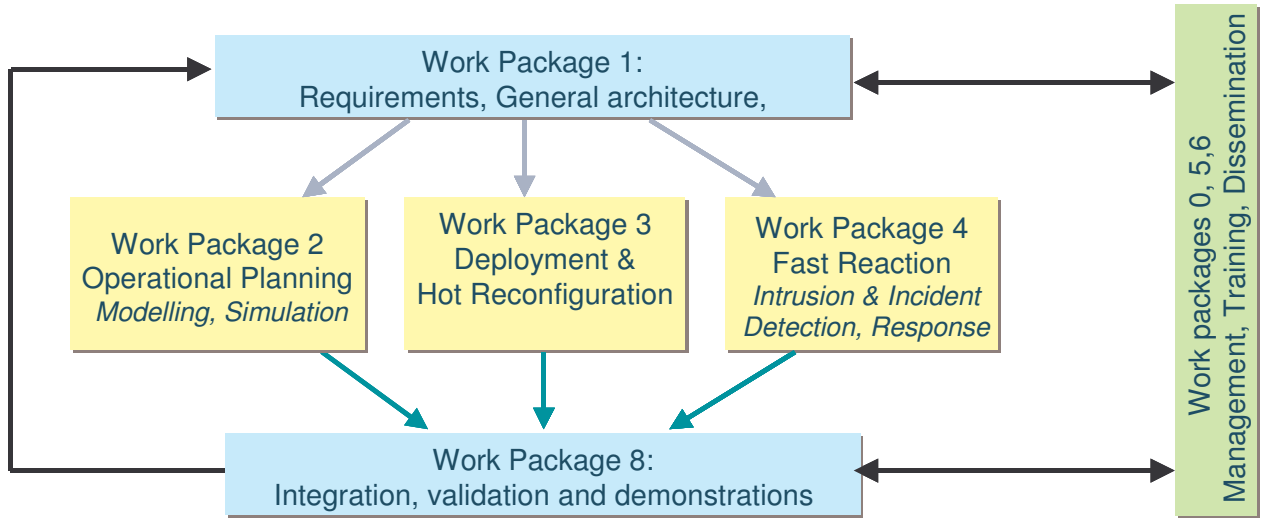 Work Package 1:
Requirements, General architecture,
Work Package 2
Operational Planning
Modelling, Simulation
Work Package 3
Deployment &
Hot Reconfiguration
Work Package 4
Fast Reaction
Intrusion & Incident
Detection, Response
Work Package 8:
Integration, validation and demonstrations
Work packages 0, 5,6
Management, Training, Dissemination